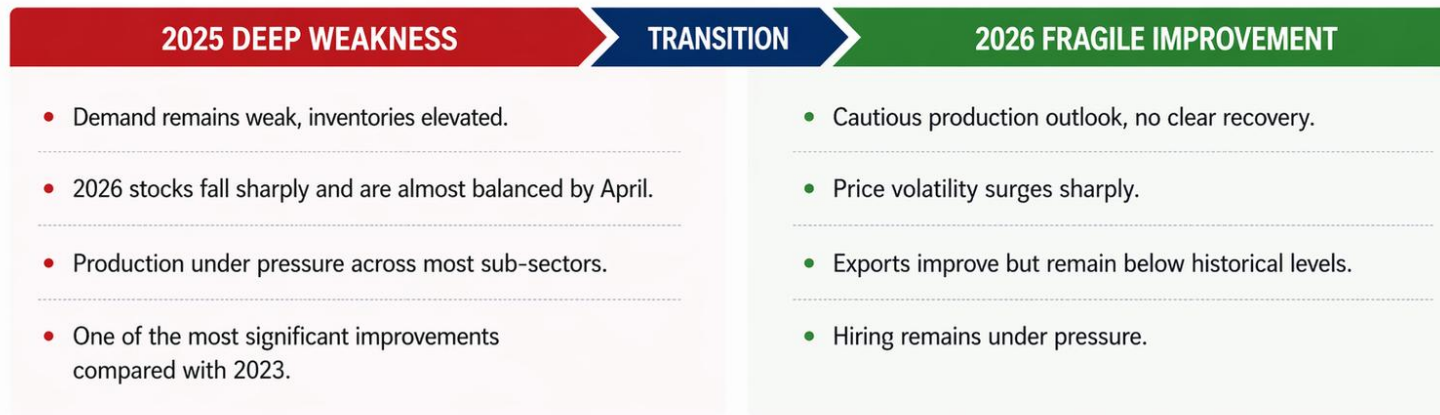 2025 DEEP WEAKNESS
TRANSITION
2026 FRAGILE IMPROVEMENT
• Demand remains weak, inventories elevated.
• 2026 stocks fall sharply and are almost balanced by April.
• Production under pressure across most sub-sectors.
• One of the most significant improvements
compared with 2023.
• Cautious production outlook, no clear recovery.
• Price volatility surges sharply.
• Exports improve but remain below historical levels.
• Hiring remains under pressure.